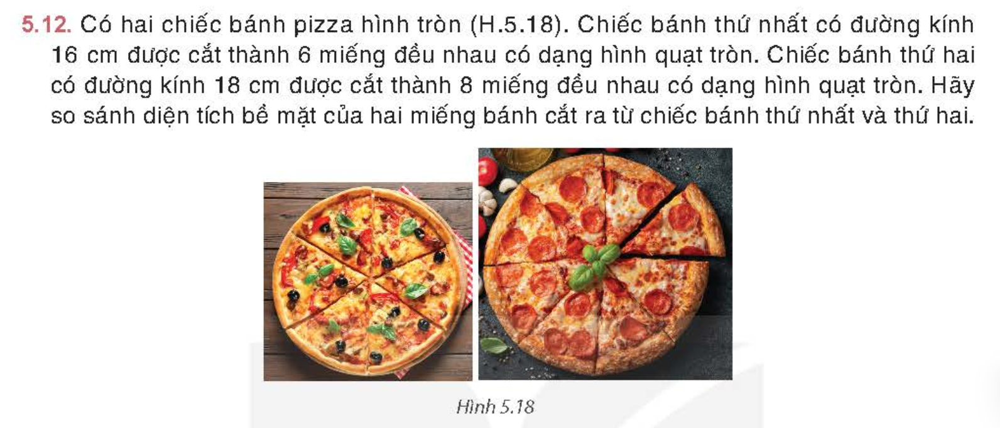 5.12. Có hai chiếc bánh pizza hình tròn (H.5.18). Chiếc bánh thứ nhất có đường kính
16 cm được cắt thành 6 miếng đều nhau có dạng hình quạt tròn. Chiếc bánh thứ hai
có đường kính 18 cm được cắt thành 8 miếng đều nhau có dạng hình quạt tròn. Hãy
so sánh diện tích bề mặt của hai miếng bánh cắt ra từ chiếc bánh thứ nhất và thứ hai.
Hình 5.18